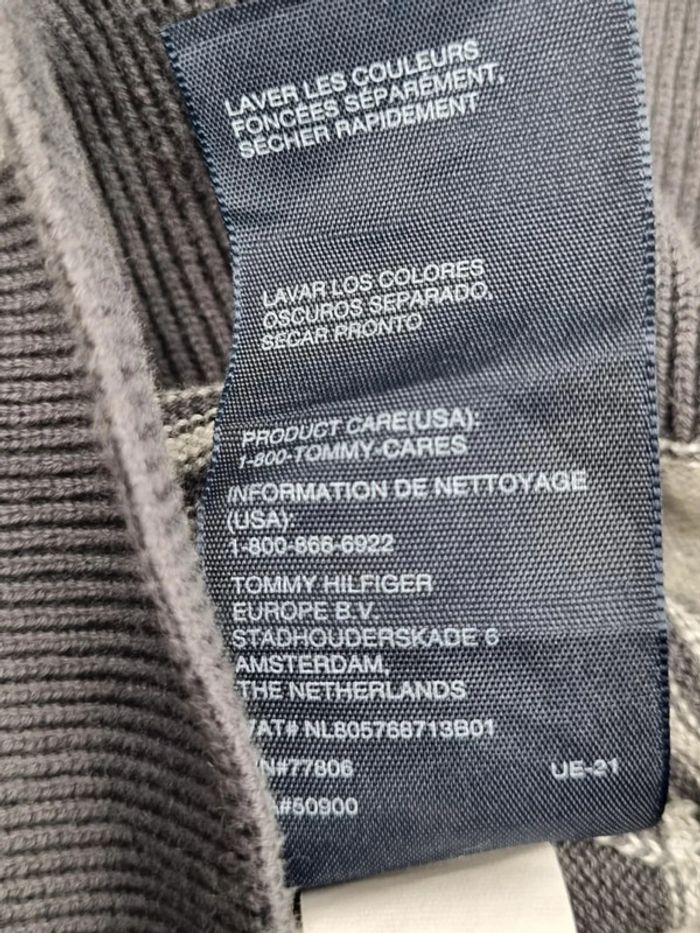 LAVER LES COULEURS
FONCÉES SÉPARÉMENT,
SÉCHER RAPIDEMENT
LAVAR LOS COLORES
OSCUROS SEPARADO,
SECAR PRONTO
PRODUCT CARE(USA):
1-800-TOMMY-CARES
INFORMATION DE NETTOYAGE
(USA):
1-800-866-6922
TOMMY HILFIGER
EUROPE B.V.
STADHOUDERSKADE 6
AMSTERDAM,
THE NETHERLANDS
VAT# NL805768713B01
N#77806 UE-21
#50900